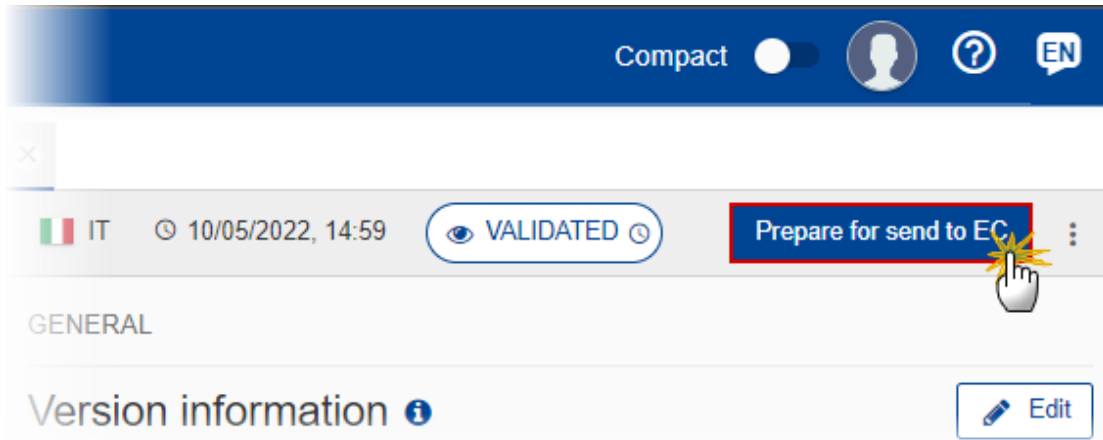 Compact EN
IT 10/05/2022, 14:59 VALIDATED Prepare for send to EC
GENERAL
Version information Edit